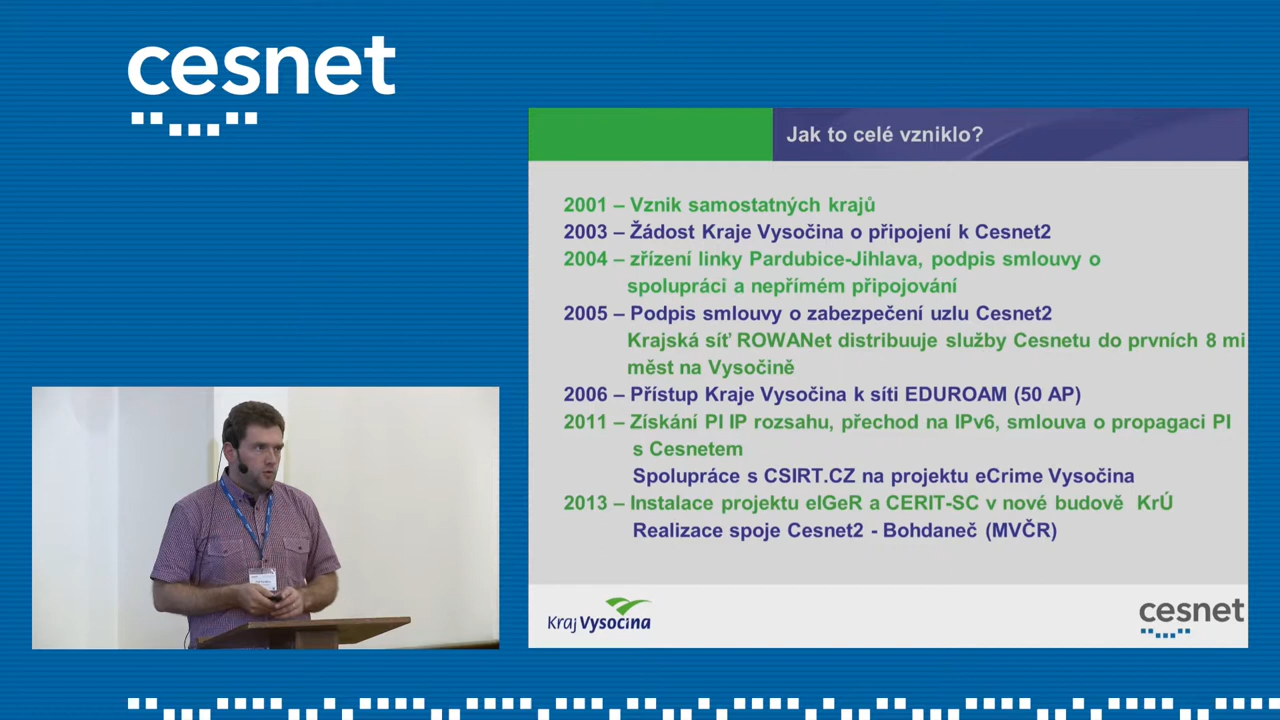 cesnet
Jak to celé vzniklo?
2001 – Vznik samostatných krajů
2003 – Žádost Kraje Vysočina o připojení k Cesnet2
2004 – zřízení linky Pardubice-Jihlava, podpis smlouvy o
spolupráci a nepřímém připojování
2005 – Podpis smlouvy o zabezpečení uzlu Cesnet2
Krajská síť ROWANet distribuuje služby Cesnetu do prvních 8 mi
měst na Vysočině
2006 – Přístup Kraje Vysočina k síti EDUROAM (50 AP)
2011 – Získání PI IP rozsahu, přechod na IPv6, smlouva o propagaci PI
s Cesnetem
Spolupráce s CSIRT.CZ na projektu eCrime Vysočina
2013 – Instalace projektu eIGeR a CERIT-SC v nové budově KrÚ
Realizace spoje Cesnet2 - Bohdaneč (MVČR)
Kraj Vysočina
cesnet